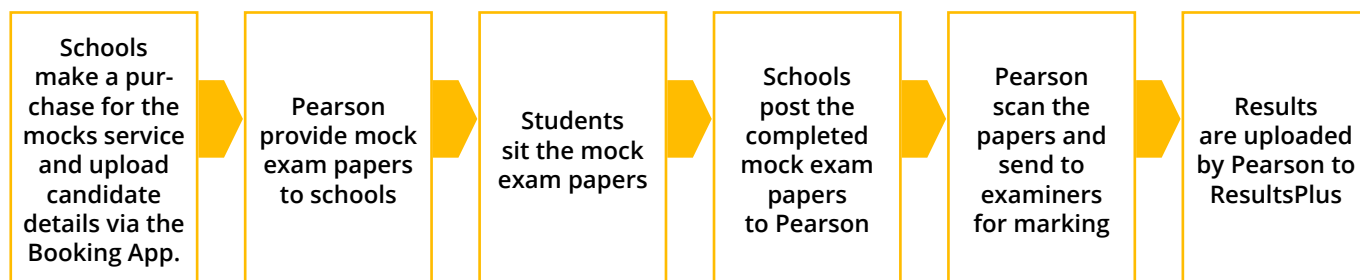 Schools
make a pur-
chase for the
mocks service
and upload
candidate
details via the
Booking App.
Pearson
provide mock
exam papers
to schools
Students
sit the mock
exam papers
Schools
post the
completed
mock exam
papers
to Pearson
Pearson
scan the
papers and
send to
examiners
for marking
Results
are uploaded
by Pearson to
ResultsPlus